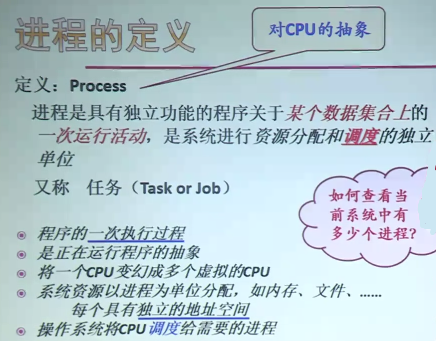 进程的定义
对CPU的抽象
定义：Process
进程是具有独立功能的程序关于某个数据集合上的
一次运行活动，是系统进行资源分配和调度的独立
单位
又称 任务（Task or Job）
如何查看当
前系统中有
多少个进程?
程序的一次执行过程
是正在运行程序的抽象
将一个CPU变幻成多个虚拟的CPU
系统资源以进程为单位分配，如内存、文件、......
每个具有独立的地址空间
操作系统将CPU调度给需要的进程